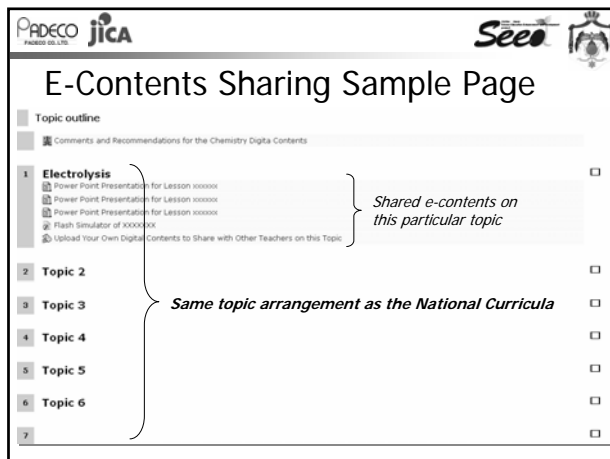 PADECO
PADECO CO. LTD.
jICA
Seed
E-Contents Sharing Sample Page
Topic outline
Comments and Recommendations for the Chemistry Digita Contents
1 Electrolysis
Power Point Presentation for Lesson xxxxxx
Power Point Presentation for Lesson xxxxxx
Power Point Presentation for Lesson xxxxxx
Flash Simulator of XXXXXXX
Upload Your Own Digital Contents to Share with Other Teachers on this Topic
Shared e-contents on
this particular topic
2 Topic 2
3 Topic 3
Same topic arrangement as the National Curricula
4 Topic 4
5 Topic 5
6 Topic 6
7